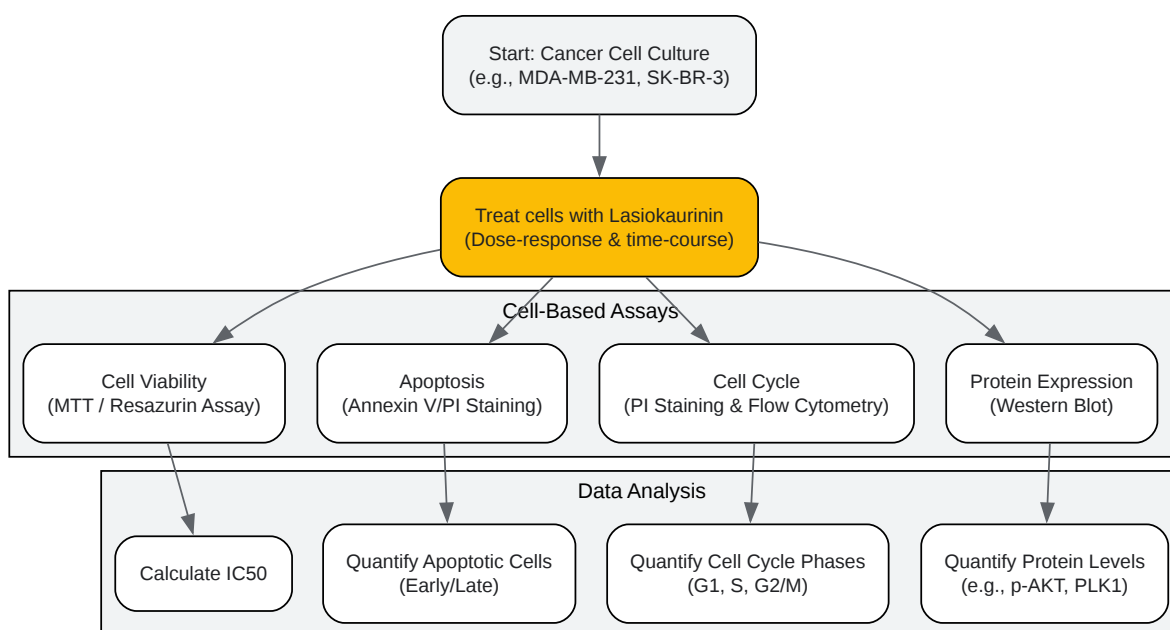 Start: Cancer Cell Culture
(e.g., MDA-MB-231, SK-BR-3)
Treat cells with Lasiokaurinin
(Dose-response & time-course)
Cell-Based Assays
Cell Viability
(MTT / Resazurin Assay)
Apoptosis
(Annexin V/PI Staining)
Cell Cycle
(PI Staining & Flow Cytometry)
Protein Expression
(Western Blot)
Data Analysis
Calculate IC50
Quantify Apoptotic Cells
(Early/Late)
Quantify Cell Cycle Phases
(G1, S, G2/M)
Quantify Protein Levels
(e.g., p-AKT, PLK1)